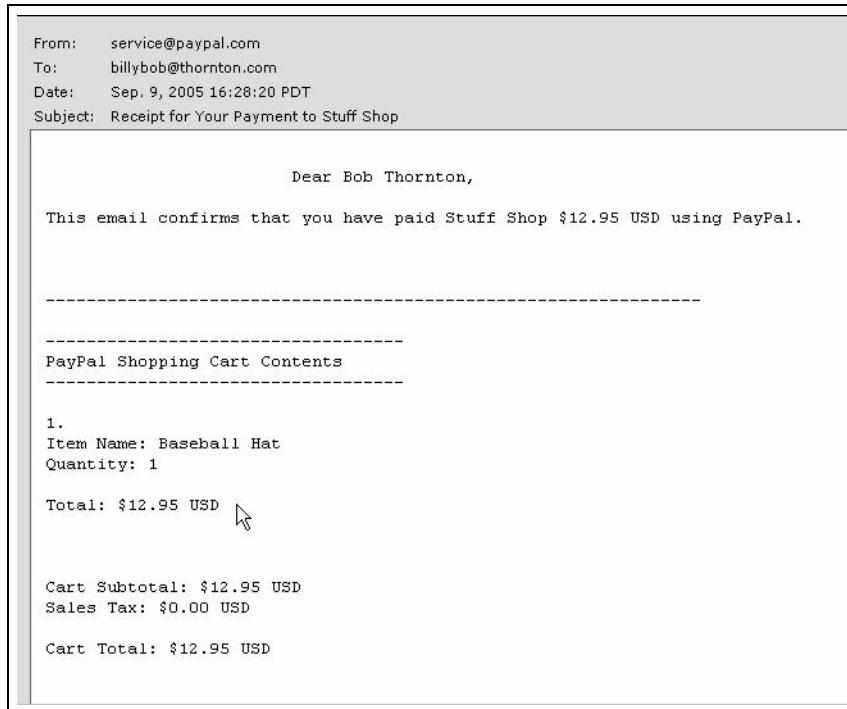 From: service@paypal.com
To: billybob@thornton.com
Date: Sep. 9, 2005 16:28:20 PDT
Subject: Receipt for Your Payment to Stuff Shop
Dear Bob Thornton,
This email confirms that you have paid Stuff Shop $12.95 USD using PayPal.
----------------------------------------------------------------
-----------------------------------
PayPal Shopping Cart Contents
-----------------------------------
1.
Item Name: Baseball Hat
Quantity: 1
Total: $12.95 USD
Cart Subtotal: $12.95 USD
Sales Tax: $0.00 USD
Cart Total: $12.95 USD